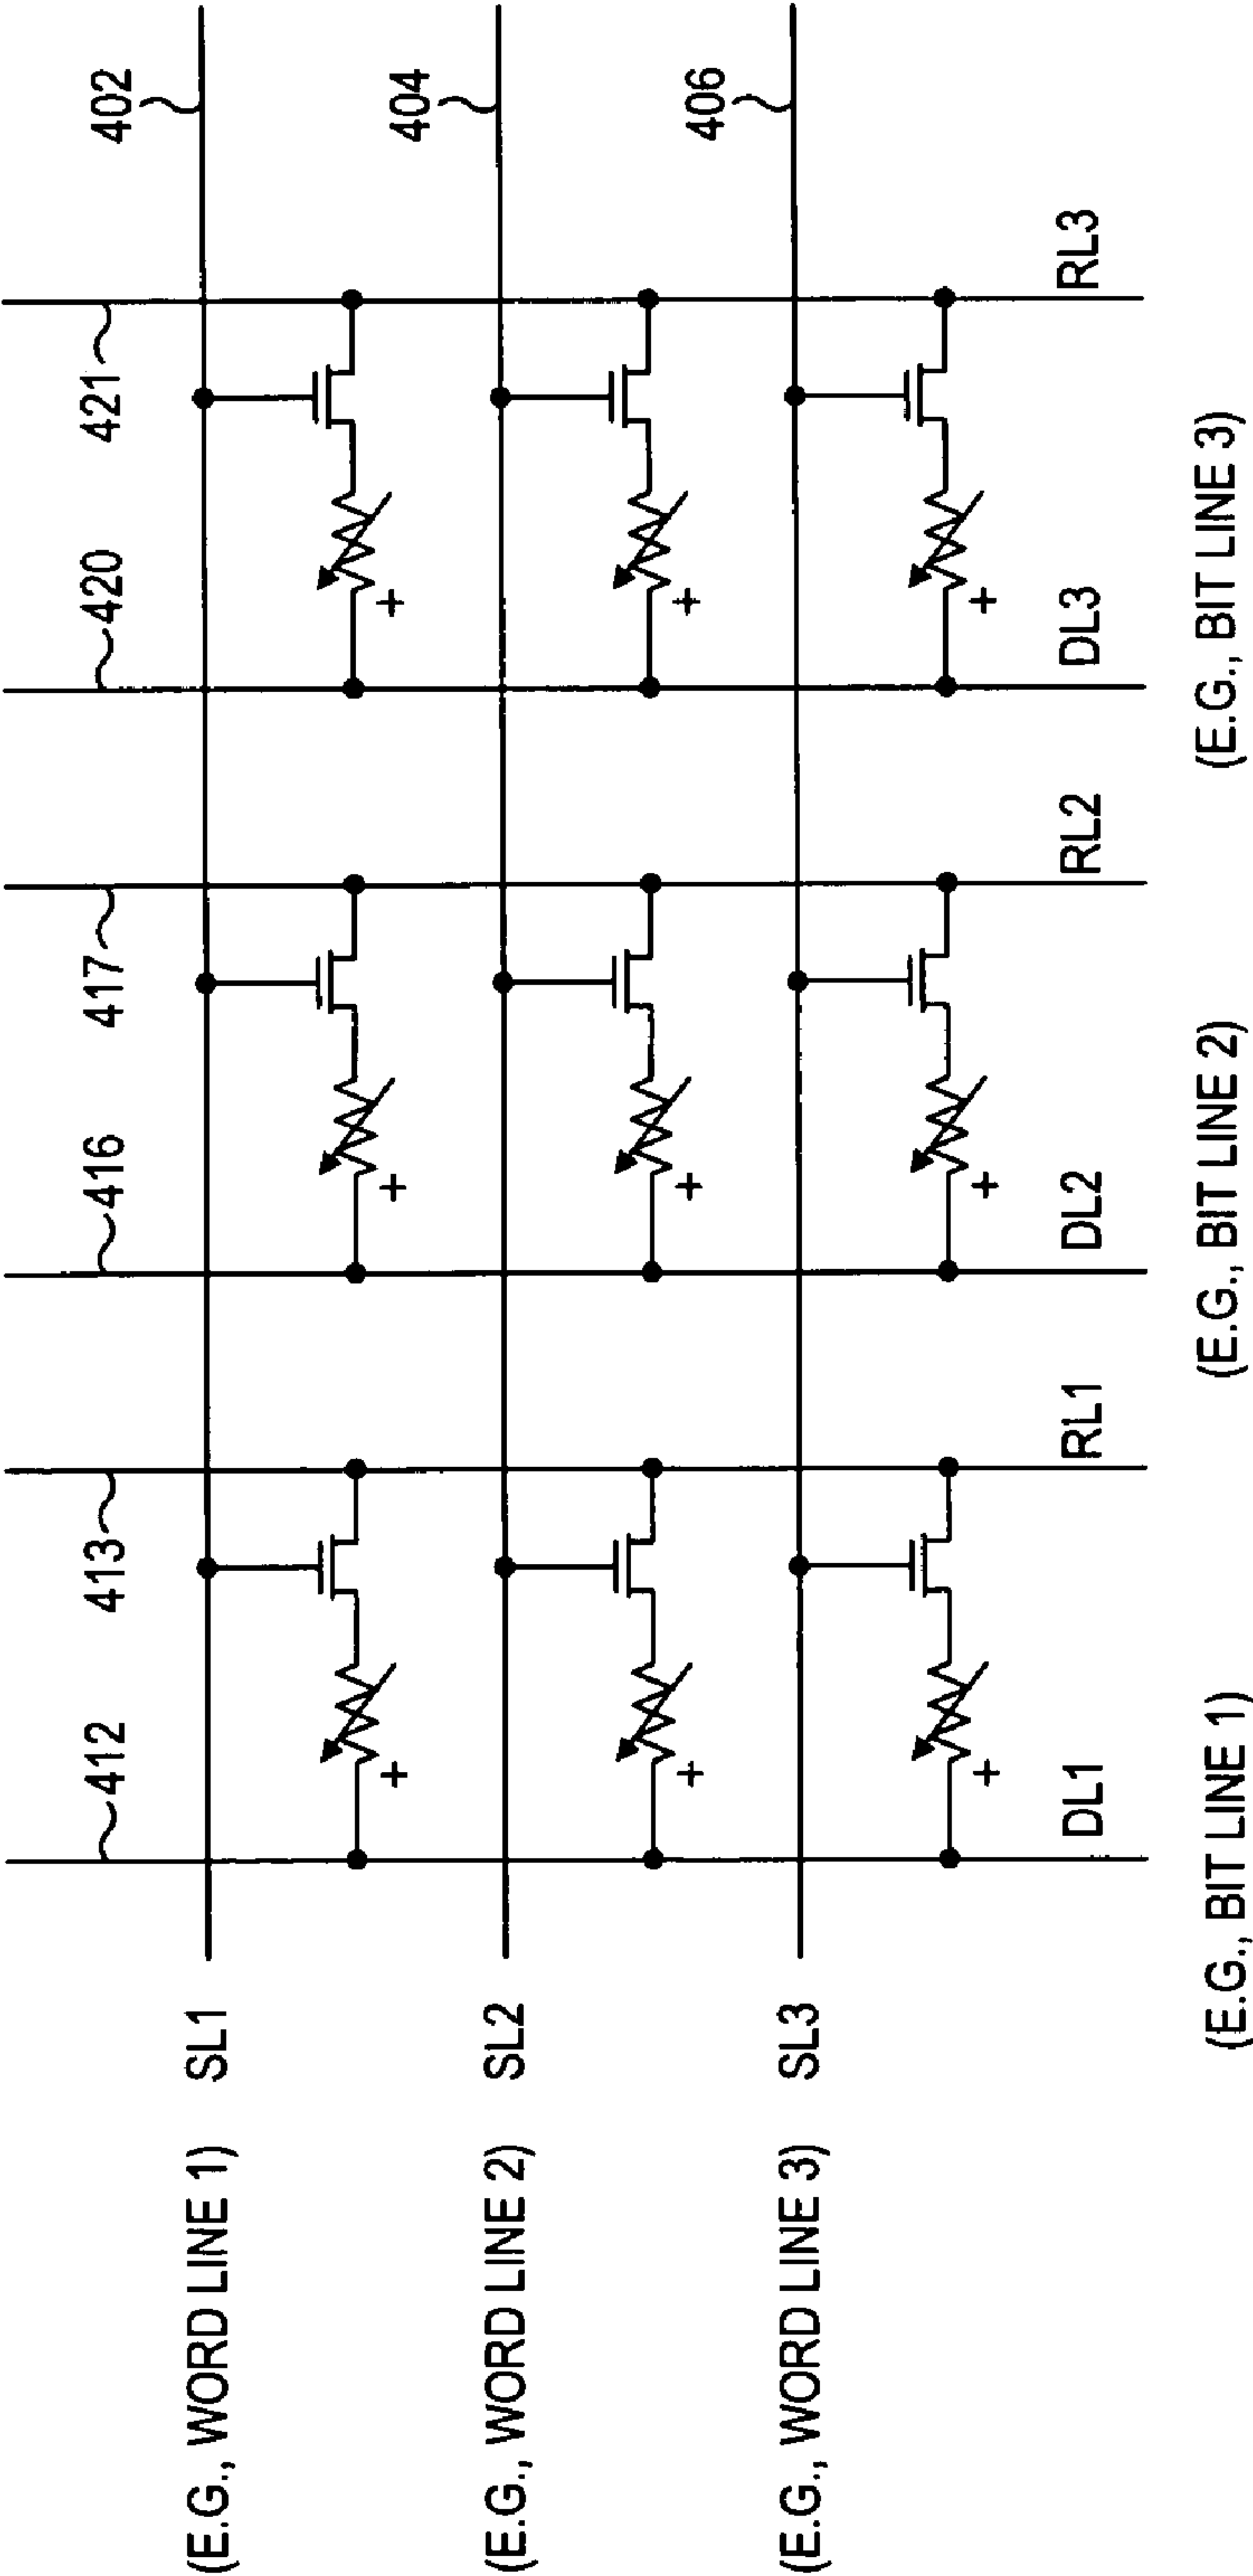 412
413
416
417
420
421
402
(E.G., WORD LINE 1) SL1
404
(E.G., WORD LINE 2) SL2
406
(E.G., WORD LINE 3) SL3
DL1
RL1
DL2
RL2
DL3
RL3
+
+
+
+
+
+
+
+
+
(E.G., BIT LINE 1)
(E.G., BIT LINE 2)
(E.G., BIT LINE 3)